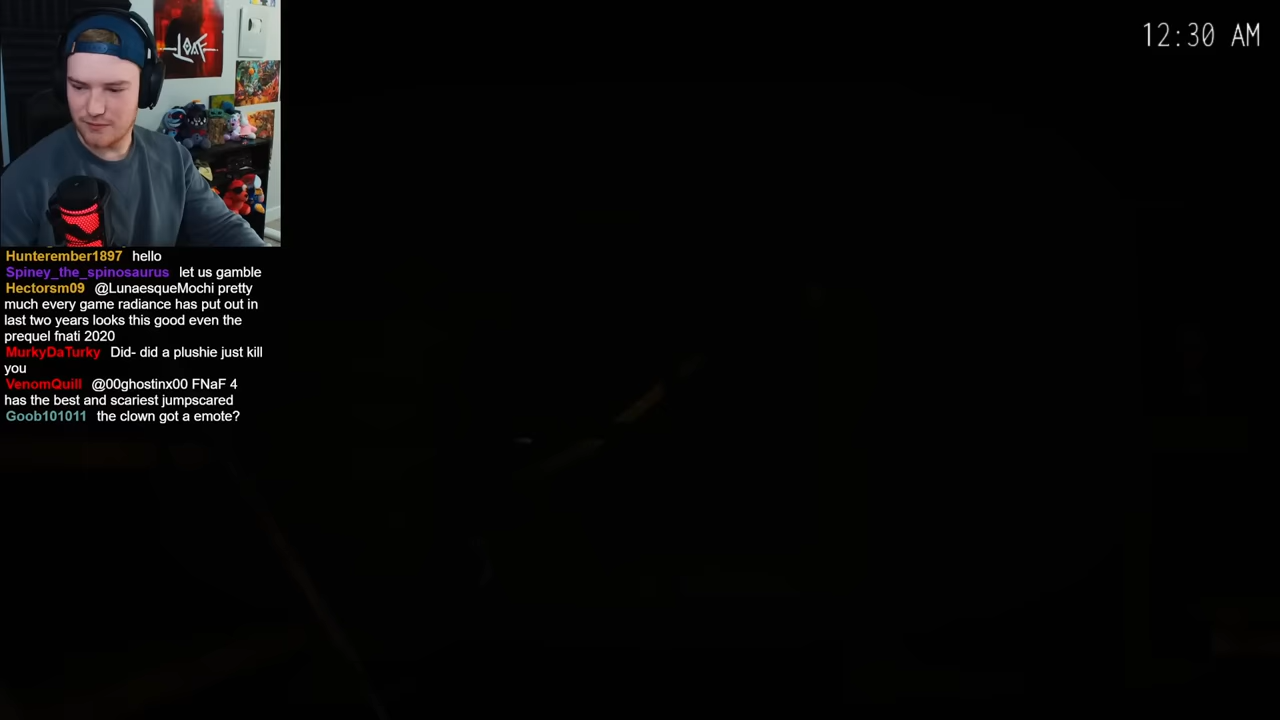 12:30 AM
LOAF
Hunterember1897 hello
Spiney_the_spinosaurus let us gamble
Hectorsm09 @LunaesqueMochi pretty
much every game radiance has put out in
last two years looks this good even the
prequel fnati 2020
MurkyDaTurky Did- did a plushie just kill
you
VenomQuill @00ghostinx00 FNaF 4
has the best and scariest jumpscared
Goob101011 the clown got a emote?